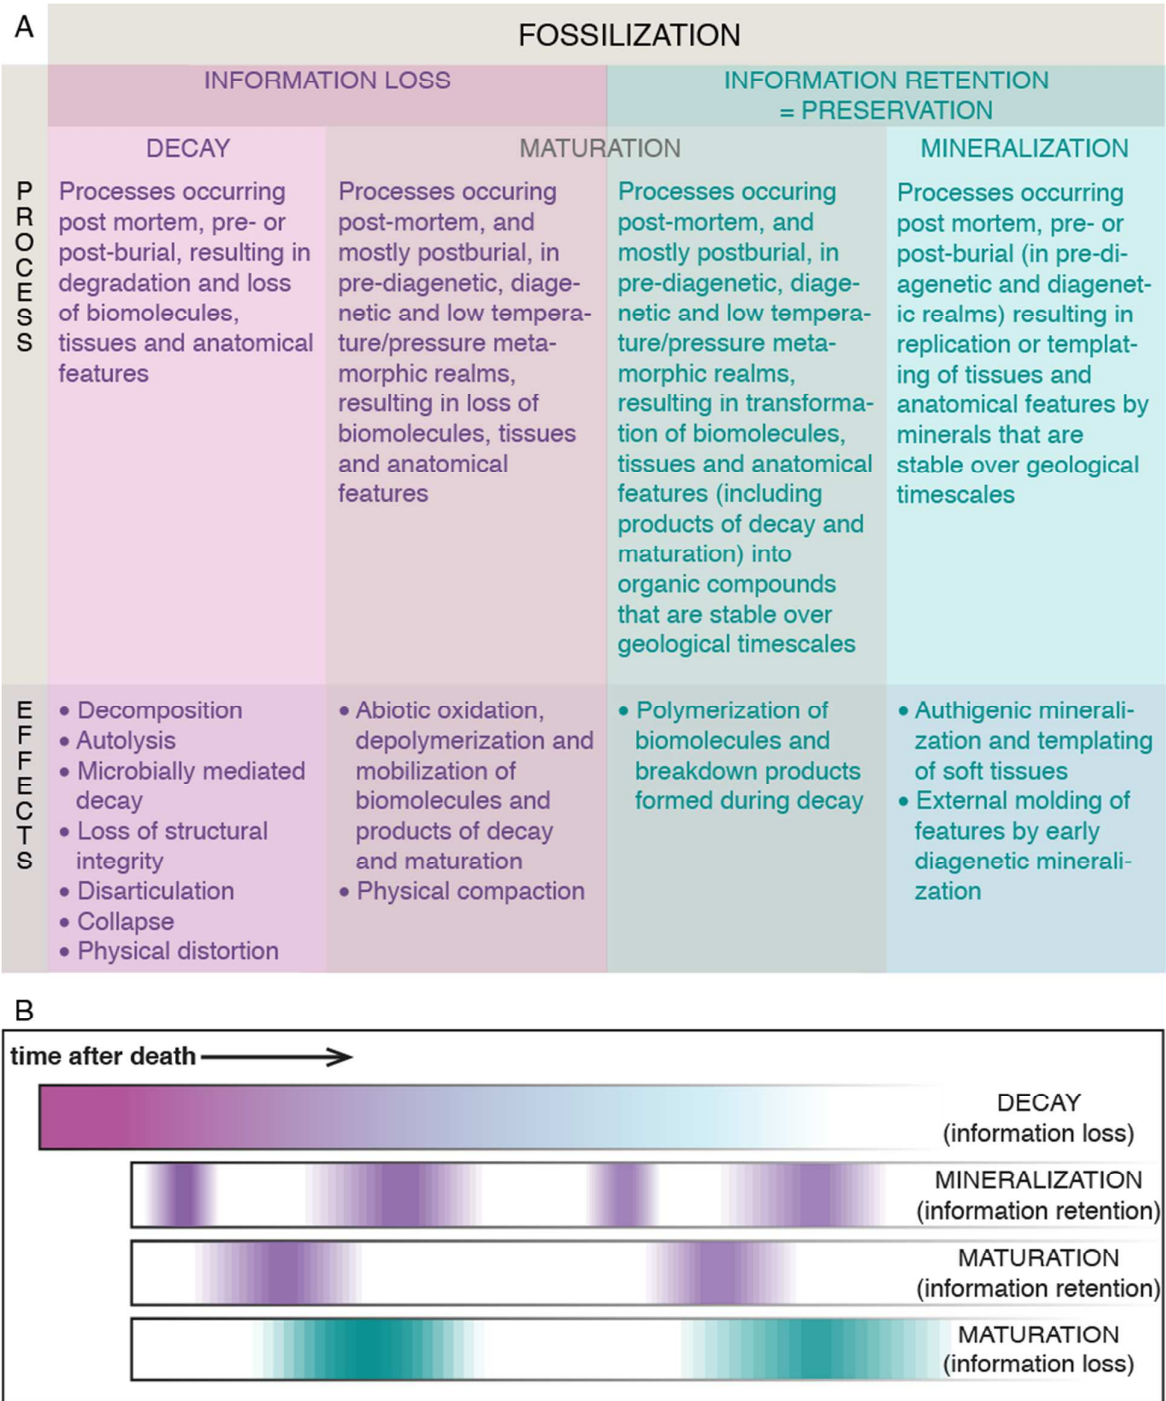 A
FOSSILIZATION
INFORMATION LOSS
INFORMATION RETENTION
= PRESERVATION
DECAY
MATURATION
MINERALIZATION
PROCESS
Processes occurring
post mortem, pre- or
post-burial, resulting in
degradation and loss
of biomolecules,
tissues and anatomical
features
Processes occuring
post-mortem, and
mostly postburial, in
pre-diagenetic, diage-
netic and low tempera-
ture/pressure meta-
morphic realms,
resulting in loss of
biomolecules, tissues
and anatomical
features
Processes occuring
post-mortem, and
mostly postburial, in
pre-diagenetic, diage-
netic and low tempera-
ture/pressure meta-
morphic realms,
resulting in transforma-
tion of biomolecules,
tissues and anatomical
features (including
products of decay and
maturation) into
organic compounds
that are stable over
geological timescales
Processes occurring
post mortem, pre- or
post-burial (in pre-di-
agenetic and diagenet-
ic realms) resulting in
replication or templat-
ing of tissues and
anatomical features by
minerals that are
stable over geological
timescales
EFFECTS
• Decomposition
• Autolysis
• Microbially mediated
decay
• Loss of structural
integrity
• Disarticulation
• Collapse
• Physical distortion
• Abiotic oxidation,
depolymerization and
mobilization of
biomolecules and
products of decay
and maturation
• Physical compaction
• Polymerization of
biomolecules and
breakdown products
formed during decay
• Authigenic minerali-
zation and templating
of soft tissues
• External molding of
features by early
diagenetic minerali-
zation
B
time after death
DECAY
(information loss)
MINERALIZATION
(information retention)
MATURATION
(information retention)
MATURATION
(information loss)